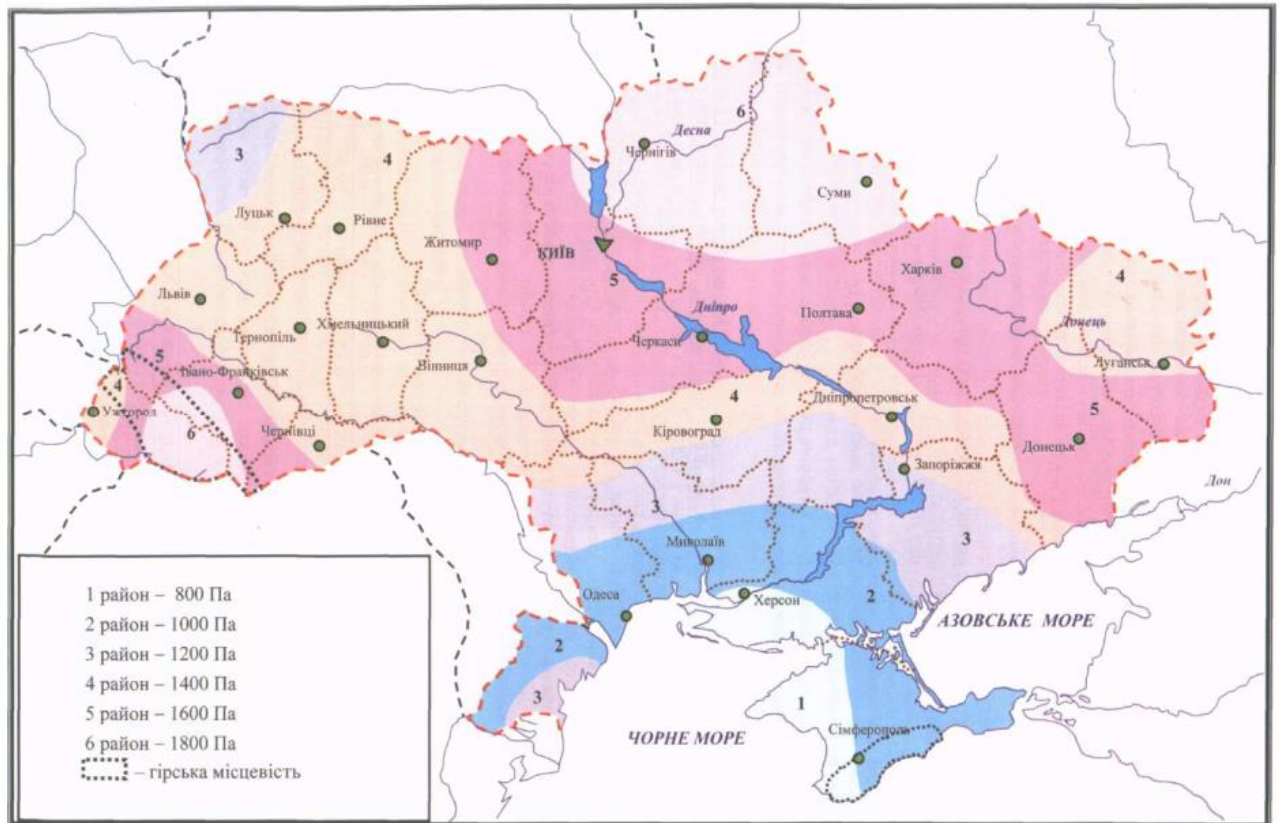 6
Десна
Чернігів
3
4
Суми
Луцьк
Рівне
Житомир
КИЇВ
Харків
5
4
Львів
Дніпро
Полтава
Донець
Тернопіль
Хмельницький
Черкаси
Вінниця
Луганськ
5
Івано-Франківськ
4
Ужгород
4
Дніпропетровськ
5
6
Чернівці
Кіровоград
Донецьк
Запоріжжя
Дон
3
3
Миколаїв
Одеса
Херсон
2
АЗОВСЬКЕ МОРЕ
2
3
1
ЧОРНЕ МОРЕ
Сімферополь
1 район – 800 Па
2 район – 1000 Па
3 район – 1200 Па
4 район – 1400 Па
5 район – 1600 Па
6 район – 1800 Па
– гірська місцевість